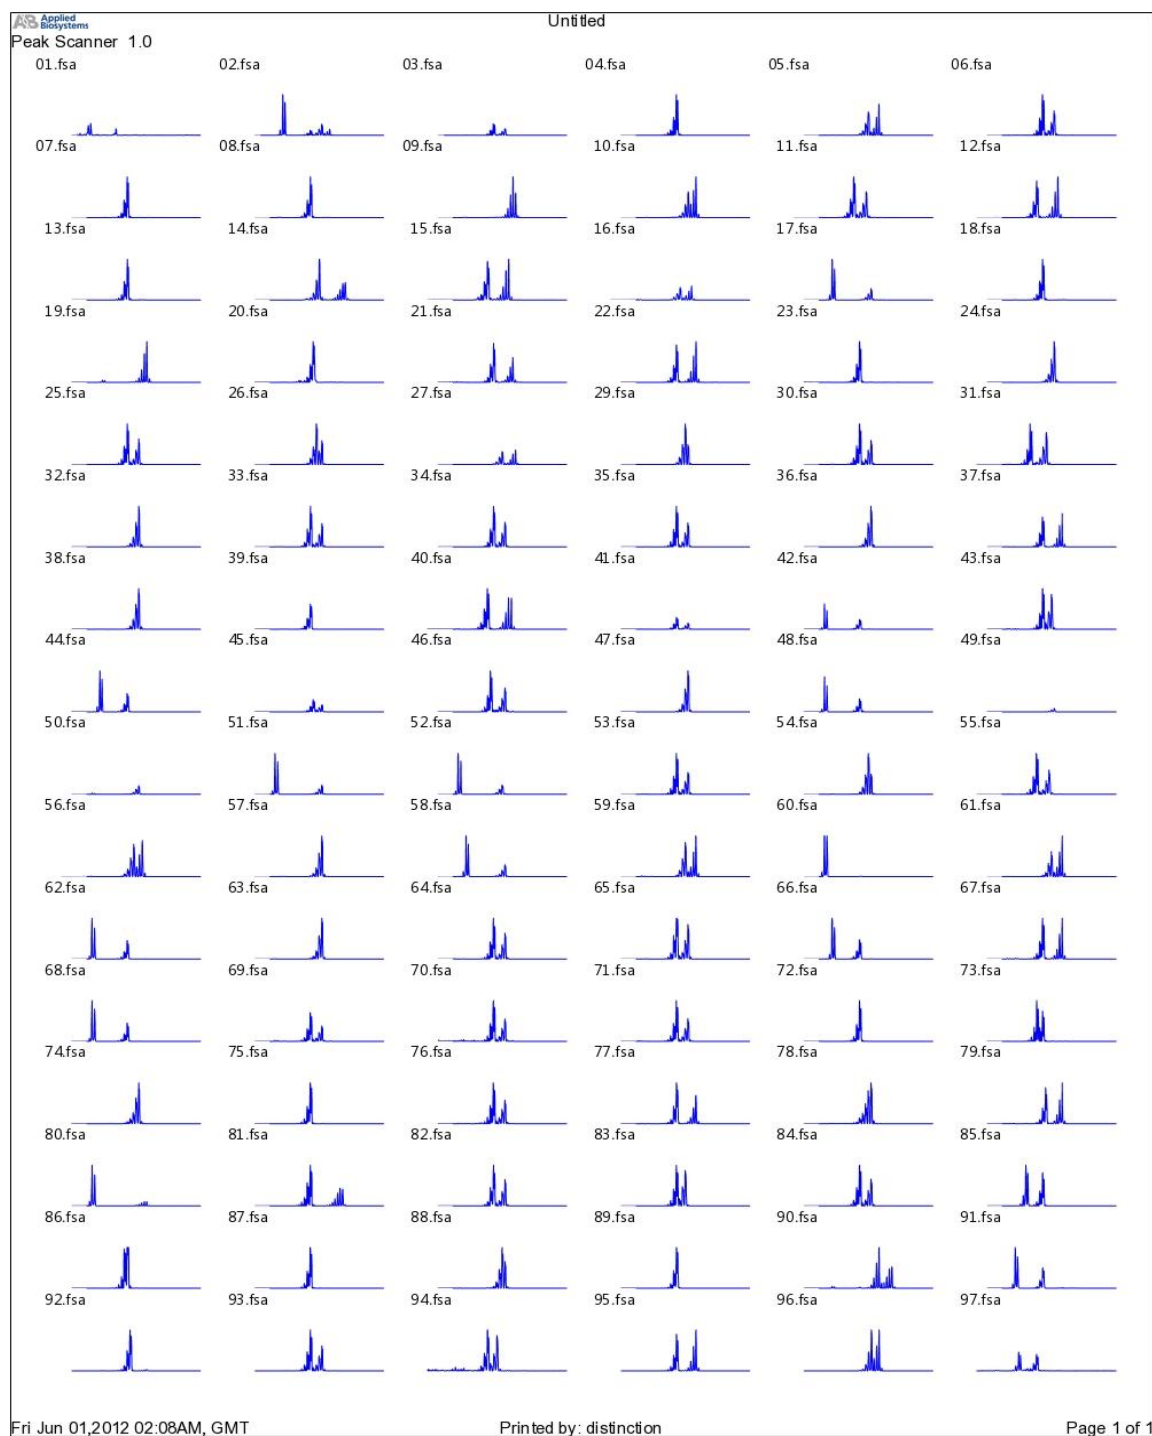 AB Applied Biosystems
Untitled
Peak Scanner 1.0
01.fsa 02.fsa 03.fsa 04.fsa 05.fsa 06.fsa
07.fsa 08.fsa 09.fsa 10.fsa 11.fsa 12.fsa
13.fsa 14.fsa 15.fsa 16.fsa 17.fsa 18.fsa
19.fsa 20.fsa 21.fsa 22.fsa 23.fsa 24.fsa
25.fsa 26.fsa 27.fsa 29.fsa 30.fsa 31.fsa
32.fsa 33.fsa 34.fsa 35.fsa 36.fsa 37.fsa
38.fsa 39.fsa 40.fsa 41.fsa 42.fsa 43.fsa
44.fsa 45.fsa 46.fsa 47.fsa 48.fsa 49.fsa
50.fsa 51.fsa 52.fsa 53.fsa 54.fsa 55.fsa
56.fsa 57.fsa 58.fsa 59.fsa 60.fsa 61.fsa
62.fsa 63.fsa 64.fsa 65.fsa 66.fsa 67.fsa
68.fsa 69.fsa 70.fsa 71.fsa 72.fsa 73.fsa
74.fsa 75.fsa 76.fsa 77.fsa 78.fsa 79.fsa
80.fsa 81.fsa 82.fsa 83.fsa 84.fsa 85.fsa
86.fsa 87.fsa 88.fsa 89.fsa 90.fsa 91.fsa
92.fsa 93.fsa 94.fsa 95.fsa 96.fsa 97.fsa
Fri Jun 01,2012 02:08AM, GMT
Printed by: distinction
Page 1 of 1